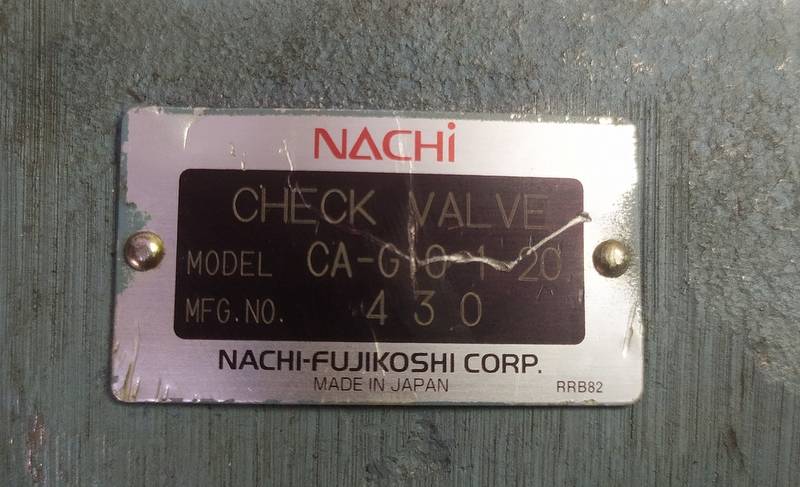 NACHi
CHECK VALVE
MODEL CA-G10-1-20
MFG.NO. 430
NACHI-FUJIKOSHI CORP.
MADE IN JAPAN
RRB82